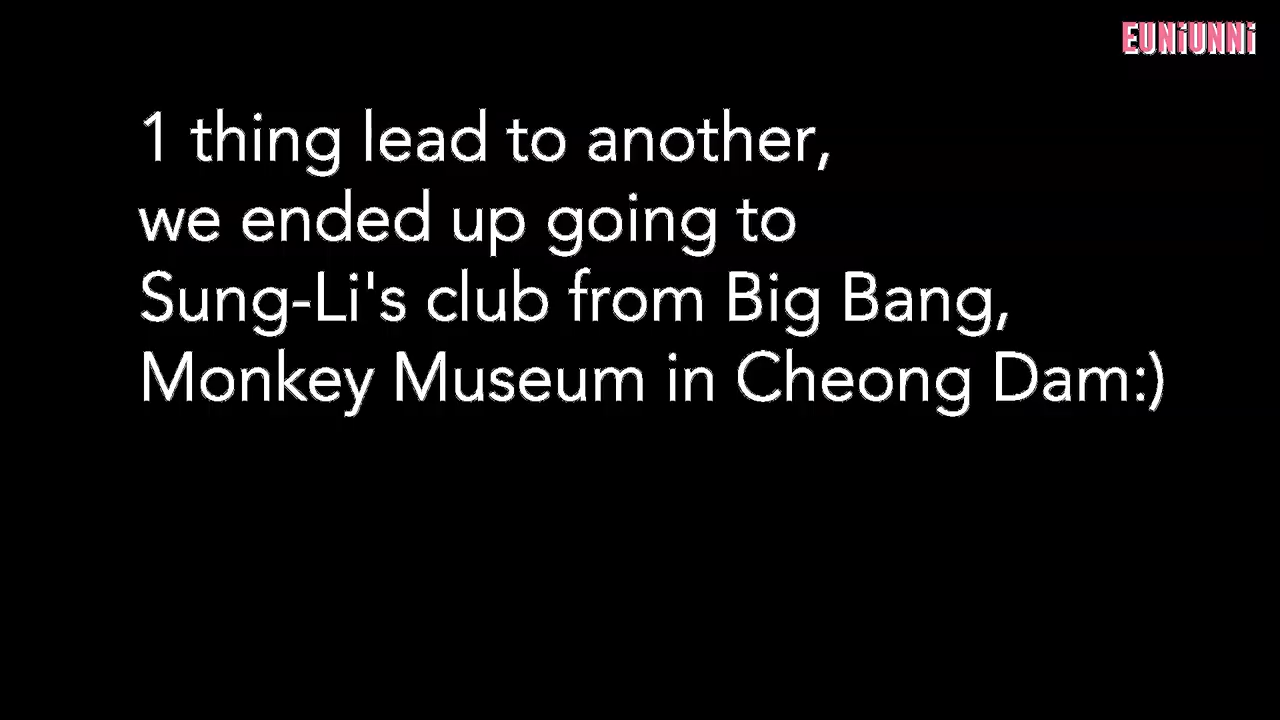 EUNiUNNi
1 thing lead to another,
we ended up going to
Sung-Li's club from Big Bang,
Monkey Museum in Cheong Dam:)